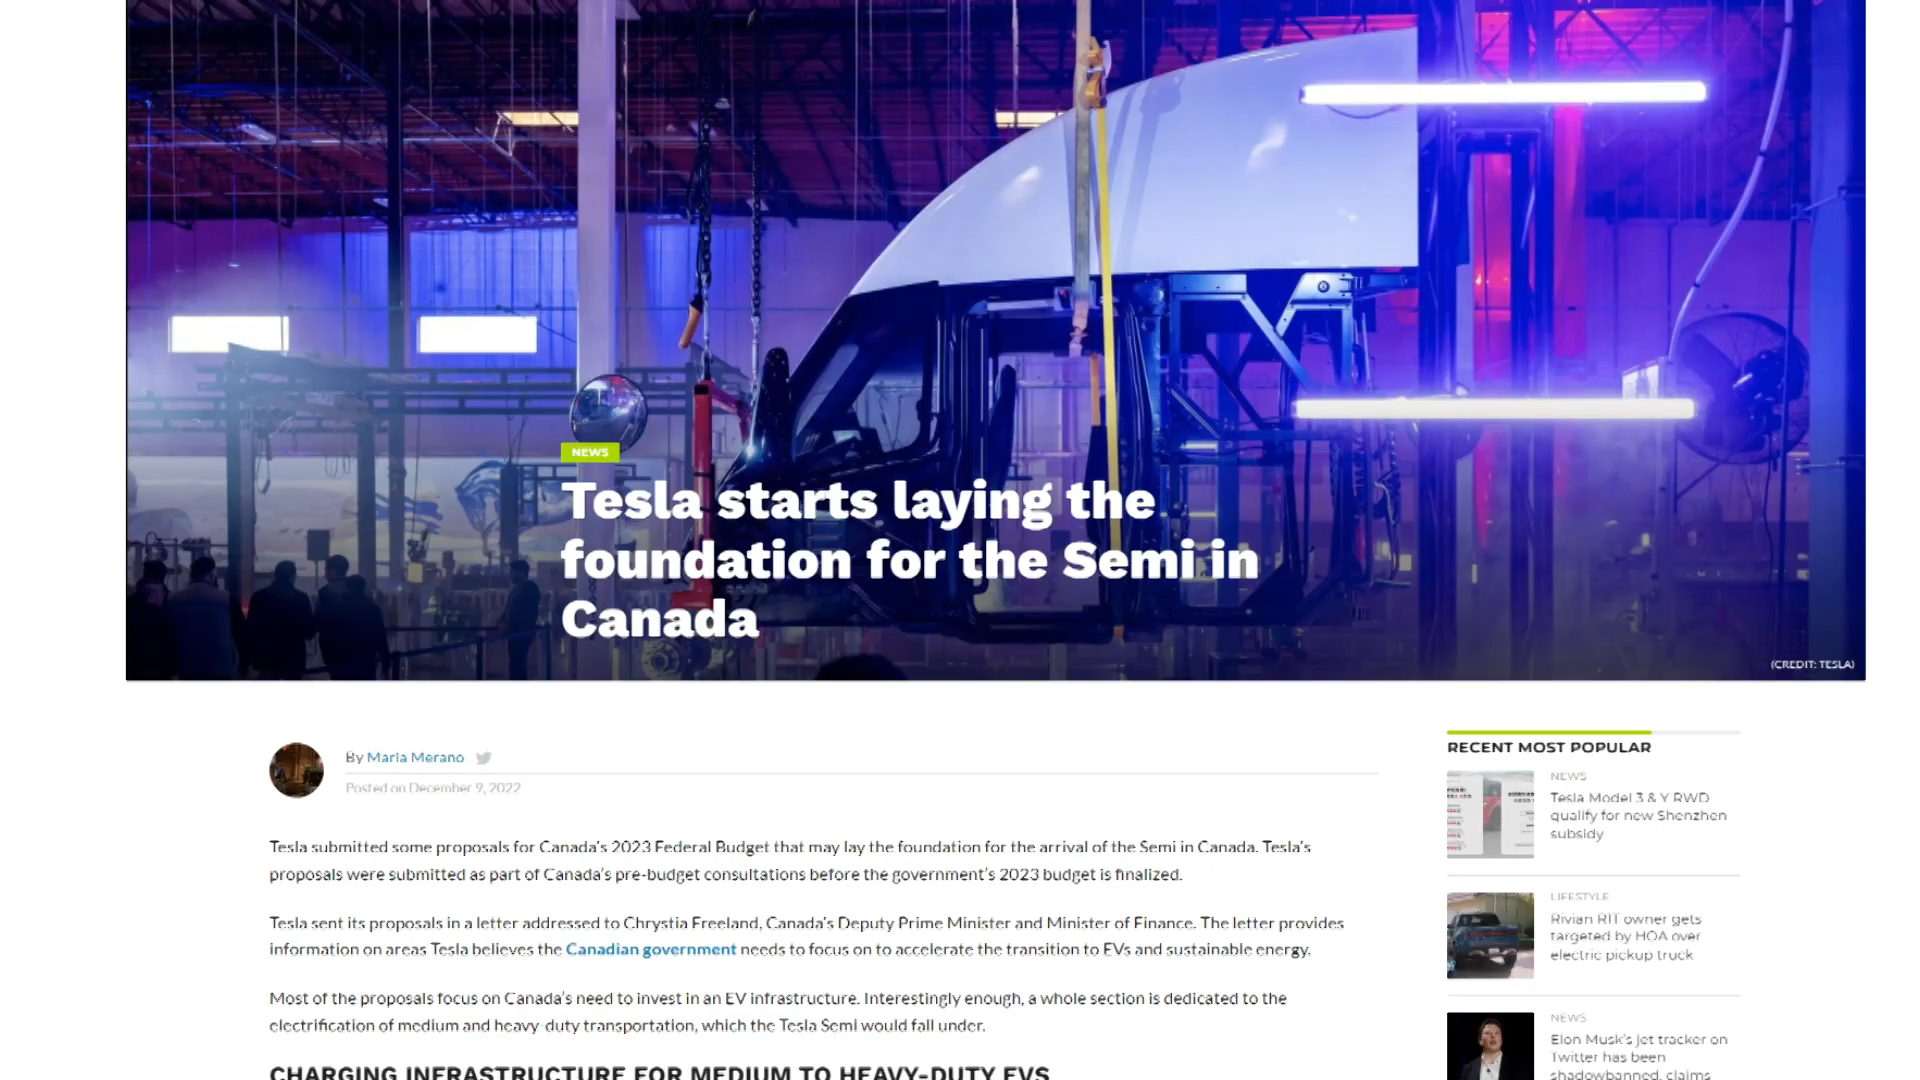 NEWS
Tesla starts laying the
foundation for the Semi in
Canada
(CREDIT: TESLA)
By Maria Merano
Posted on December 9, 2022
Tesla submitted some proposals for Canada's 2023 Federal Budget that may lay the foundation for the arrival of the Semi in Canada. Tesla's
proposals were submitted as part of Canada's pre-budget consultations before the government's 2023 budget is finalized.
Tesla sent its proposals in a letter addressed to Chrystia Freeland, Canada's Deputy Prime Minister and Minister of Finance. The letter provides
information on areas Tesla believes the Canadian government needs to focus on to accelerate the transition to EVs and sustainable energy.
Most of the proposals focus on Canada's need to invest in an EV infrastructure. Interestingly enough, a whole section is dedicated to the
electrification of medium and heavy-duty transportation, which the Tesla Semi would fall under.
CHARGING INFRASTRUCTURE FOR MEDIUM TO HEAVY-DUTY EVS
RECENT MOST POPULAR
NEWS
Tesla Model 3 & Y RWD
qualify for new Shenzhen
subsidy
LIFESTYLE
Rivian R1T owner gets
targeted by HOA over
electric pickup truck
NEWS
Elon Musk's jet tracker on
Twitter has been
shadowbanned, claims